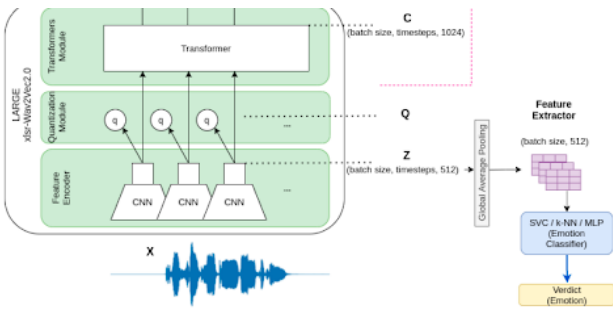 C
(batch size, timesteps, 1024)
Transformers
Module
Transformer
LARGE
xlsr-Wav2Vec2.0
Quantization
Module
q
q
q
...
Q
Feature
Extractor
(batch size, 512)
Z
(batch size, timesteps, 512)
Global Average Pooling
Feature
Encoder
CNN
CNN
CNN
...
SVC / k-NN / MLP
(Emotion
Classifier)
X
Verdict
(Emotion)